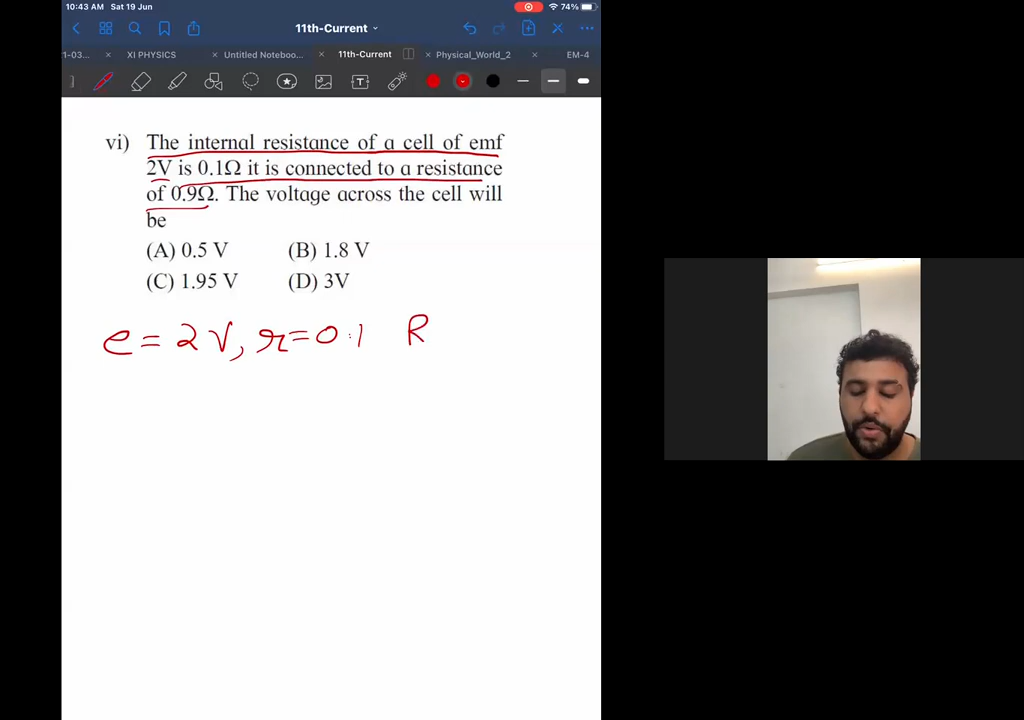 10:43 AM Sat 19 Jun
74%
11th-Current
1-03...
XI PHYSICS
Untitled Noteboo...
11th-Current
Physical_World_2
EM-4
vi) The internal resistance of a cell of emf
2V is 0.1Ω it is connected to a resistance
of 0.9Ω. The voltage across the cell will
be
(A) 0.5 V (B) 1.8 V
(C) 1.95 V (D) 3V
e = 2 V, r = 0.1 R